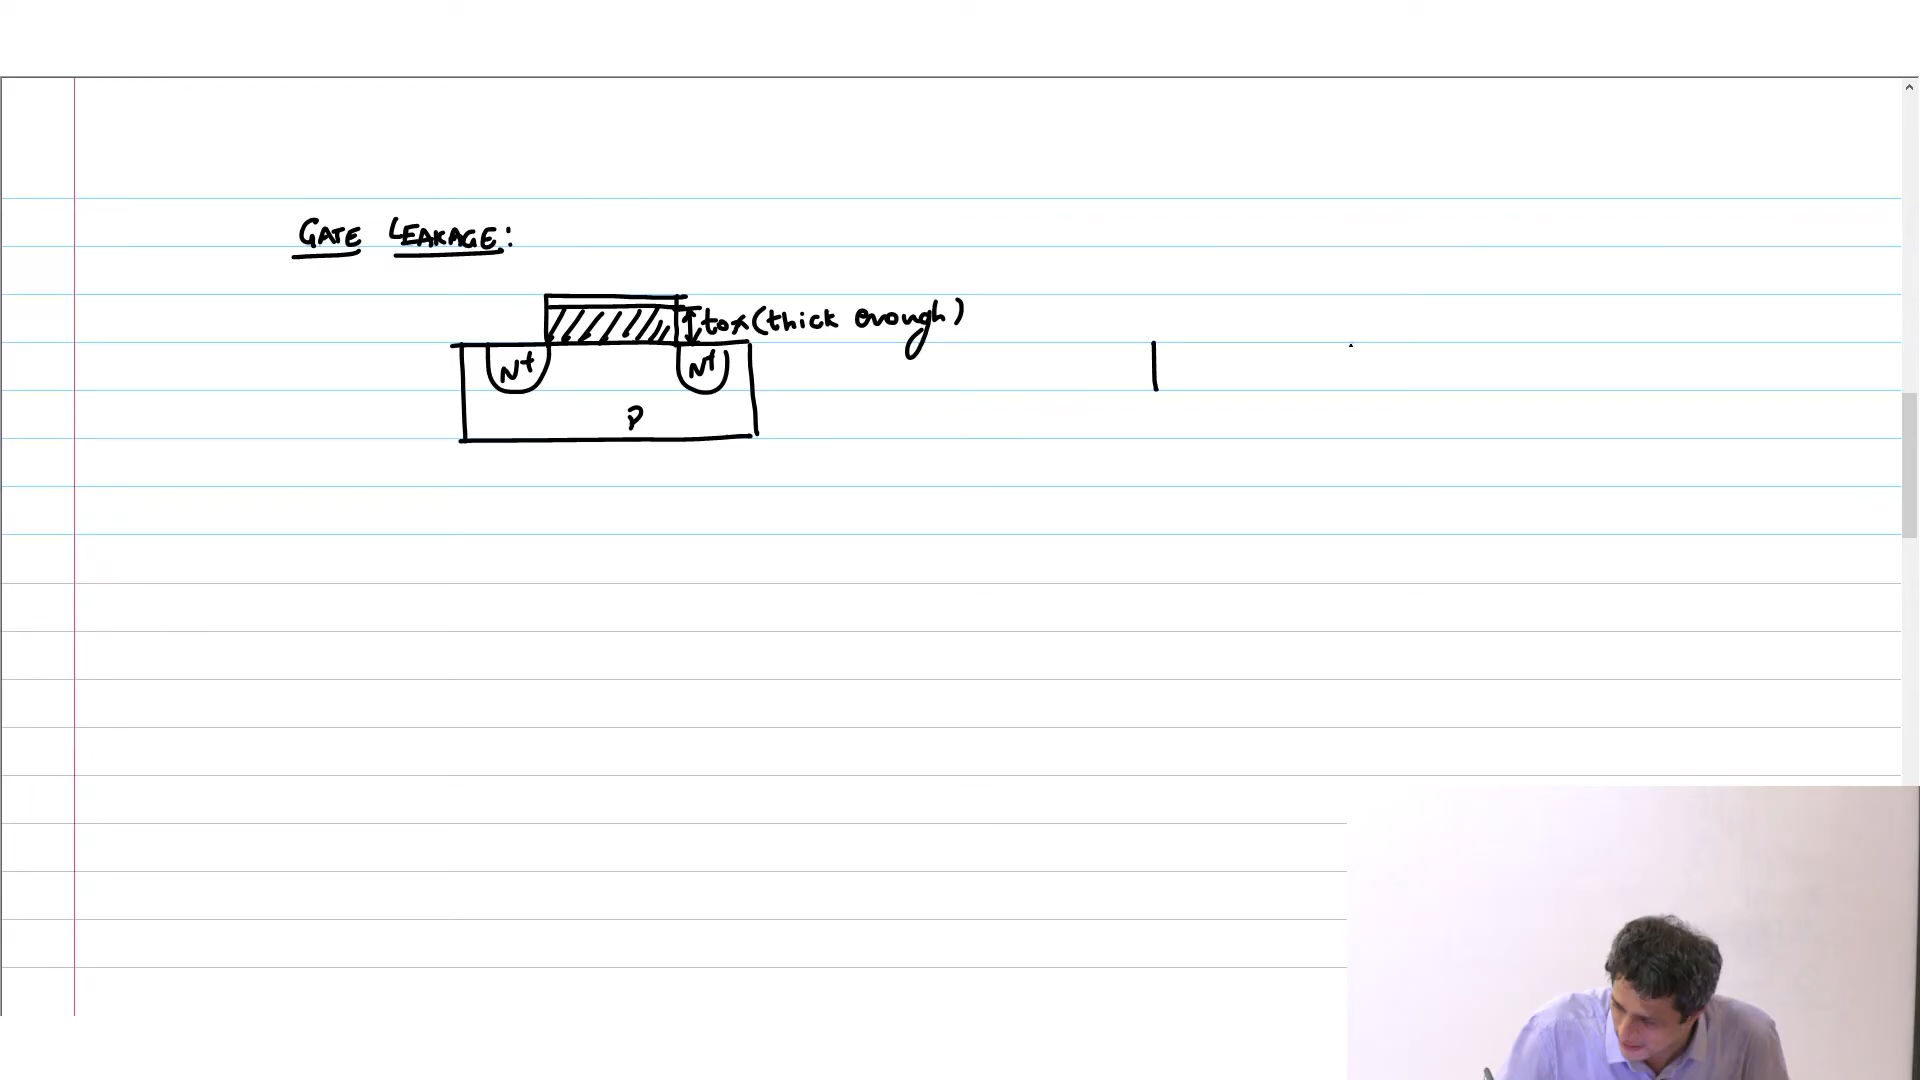 GATE LEAKAGE:
tox (thick enough)
N+ N+
P